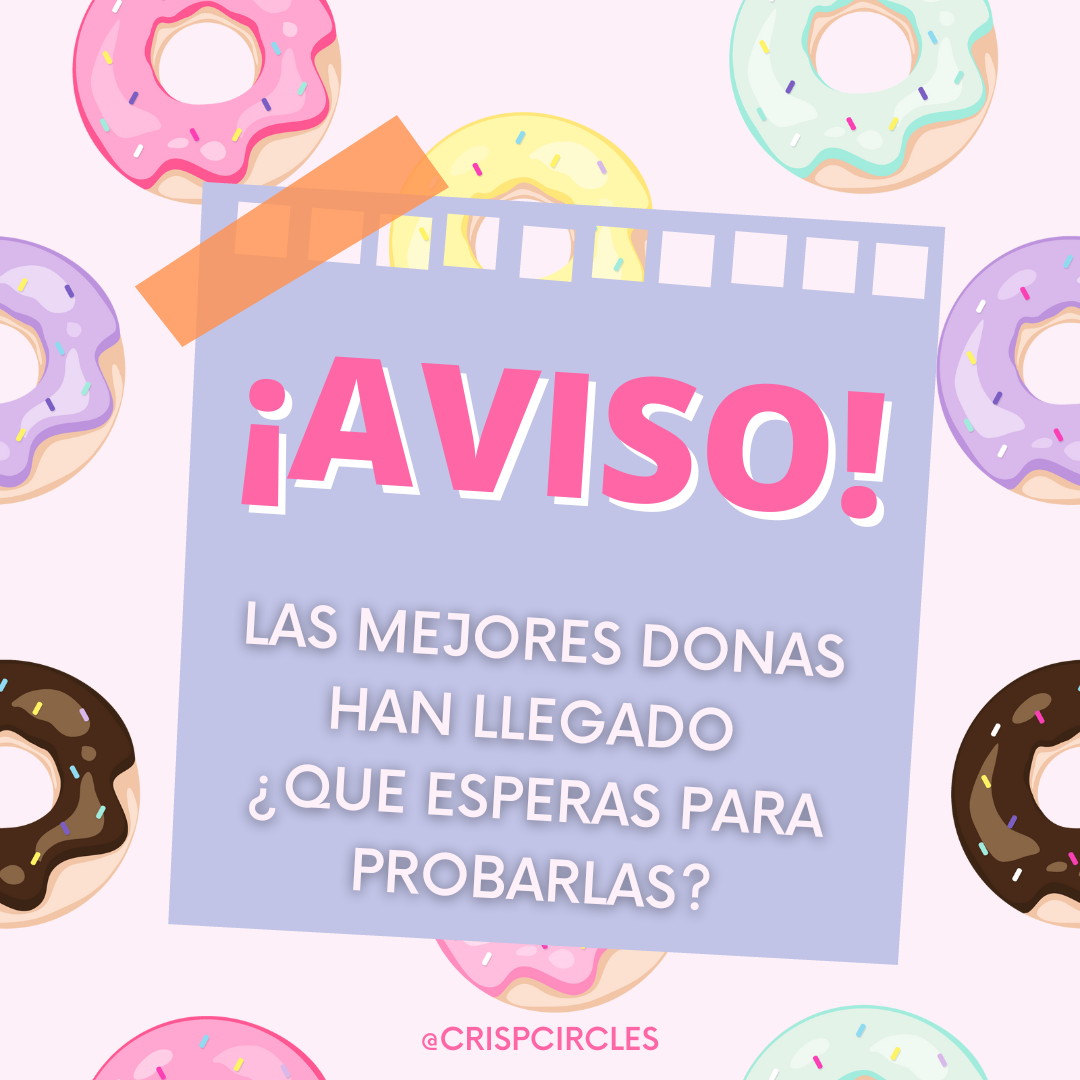 ¡AVISO!
LAS MEJORES DONAS
HAN LLEGADO
¿QUE ESPERAS PARA
PROBARLAS?
@CRISPCIRCLES